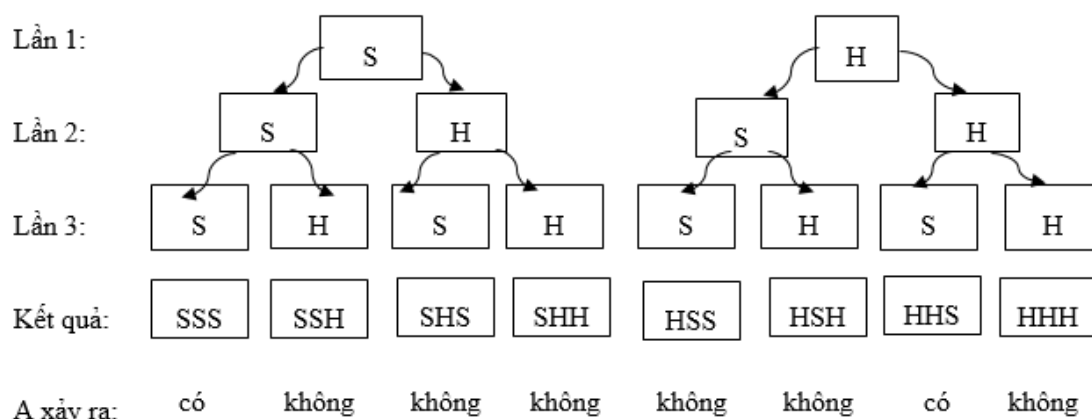 Lần 1: S H
Lần 2: S H S H
Lần 3: S H S H S H S H
Kết quả: SSS SSH SHS SHH HSS HSH HHS HHH
A xảy ra: có không không không không không có không